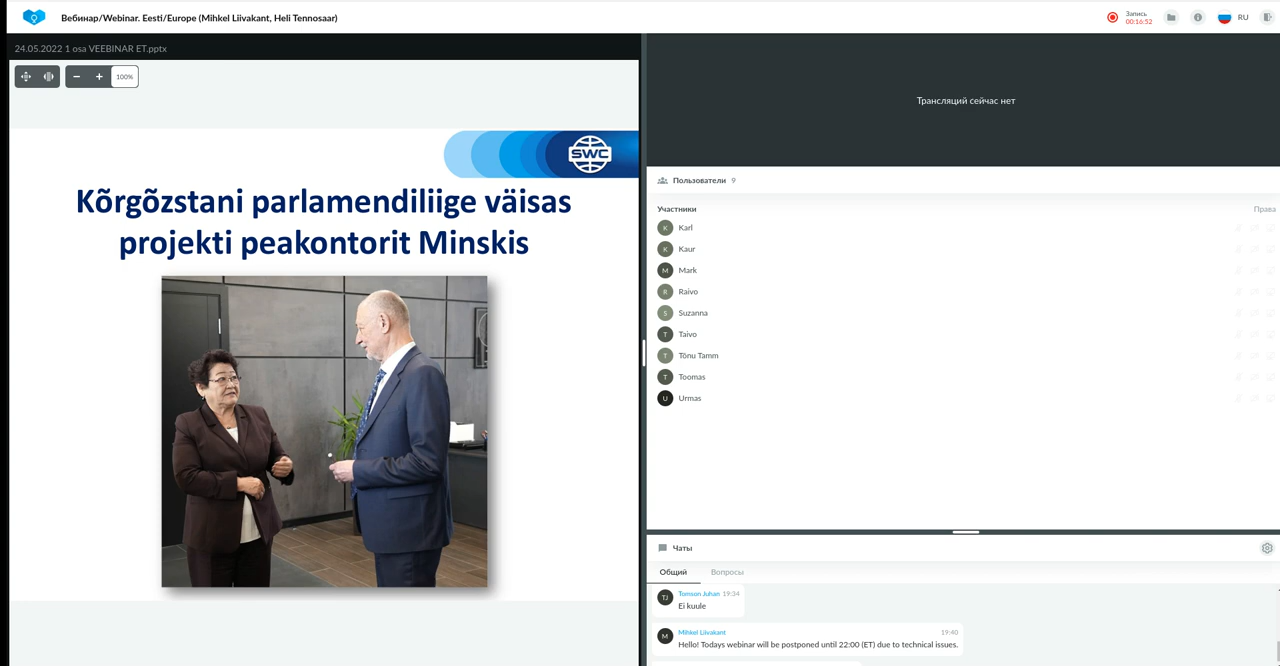 Вебинар/Webinar. Eesti/Europe (Mihkel Liivakant, Heli Tennosaar)
Запись
00:16:52
RU
24.05.2022 1 osa VEEBINAR ET.pptx
100%
SWC
Kõrgõzstani parlamendiliige väisas
projekti peakontorit Minskis
Трансляций сейчас нет
Пользователи 9
Участники
Права
K Karl
K Kaur
M Mark
R Raivo
S Suzanna
T Taivo
T Tõnu Tamm
T Toomas
U Urmas
Чаты
Общий
Вопросы
TJ Tomson Juhan 19:34
Ei kuule
M Mihkel Liivakant 19:40
Hello! Todays webinar will be postponed until 22:00 (ET) due to technical issues.